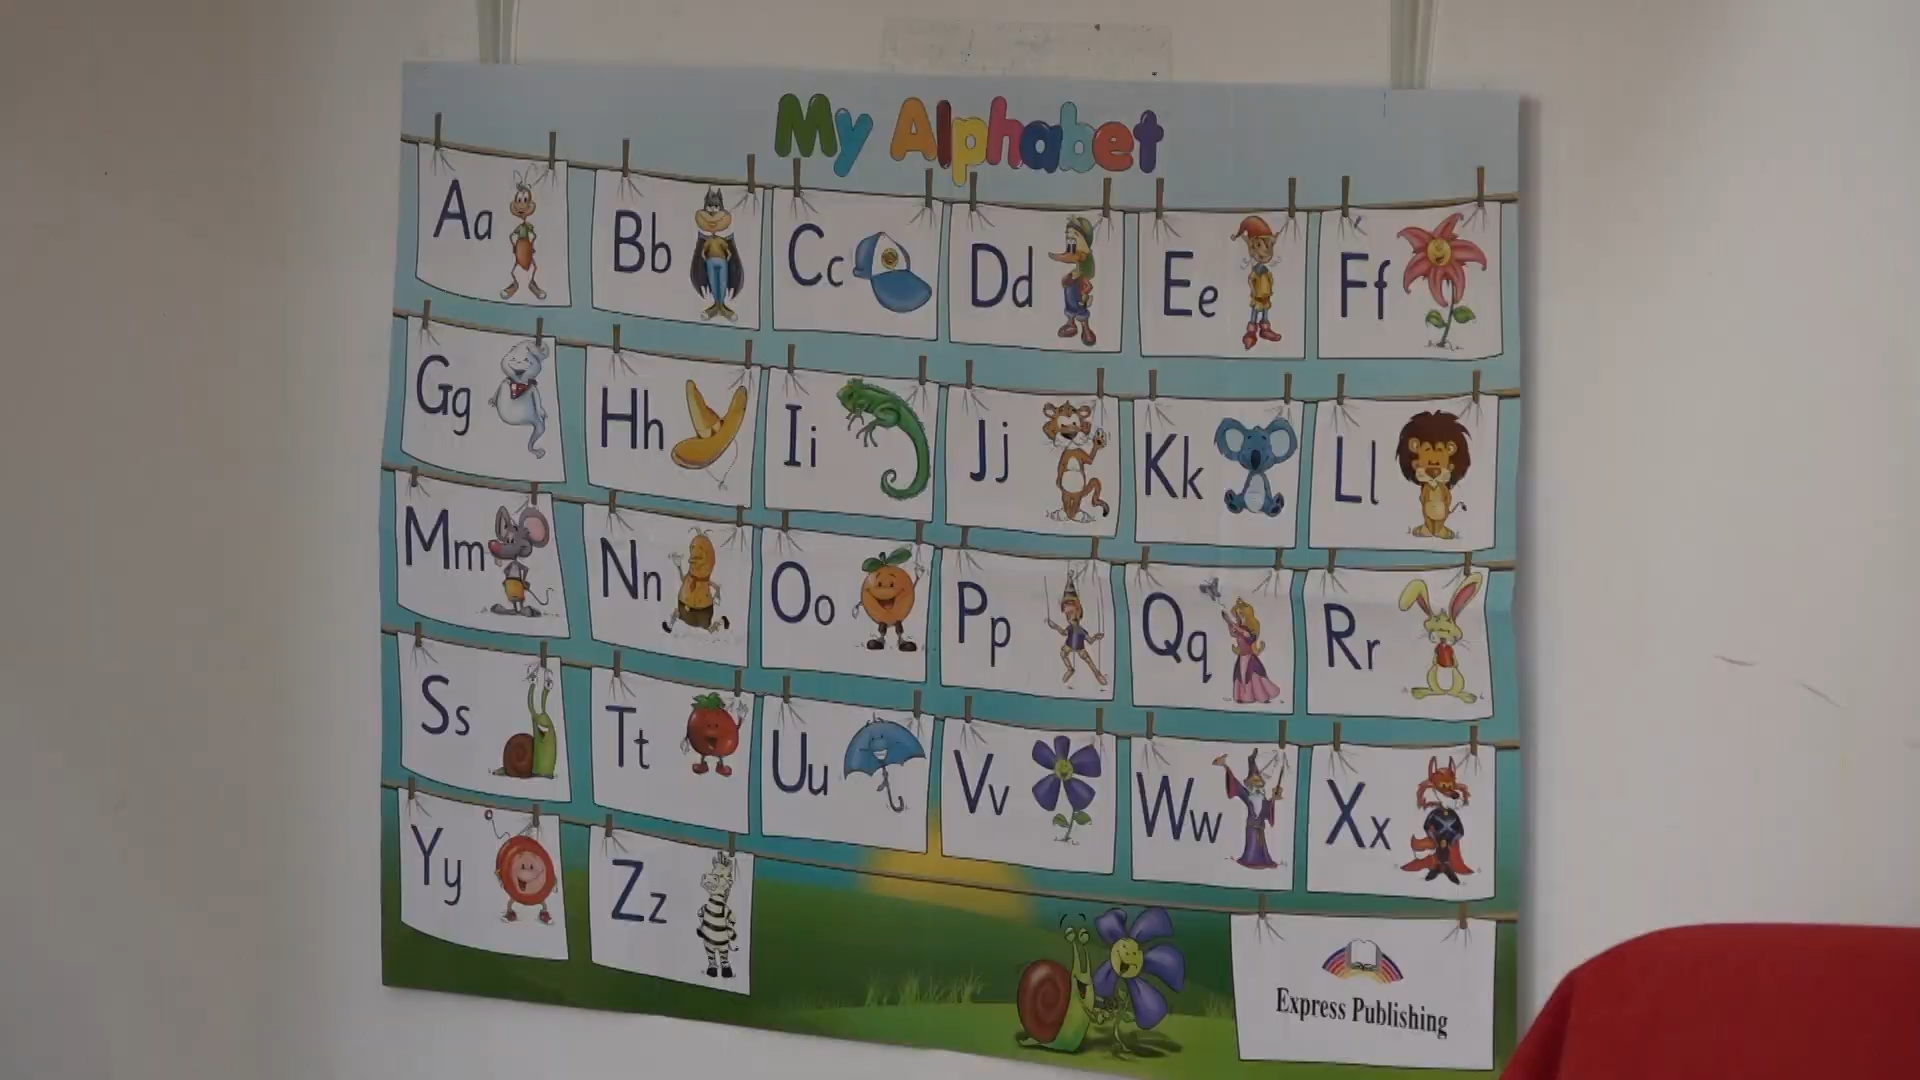 My Alphabet
Aa Bb Cc Dd Ee Ff
Gg Hh Ii Jj Kk Ll
Mm Nn Oo Pp Qq Rr
Ss Tt Uu Vv Ww Xx
Yy Zz
Express Publishing